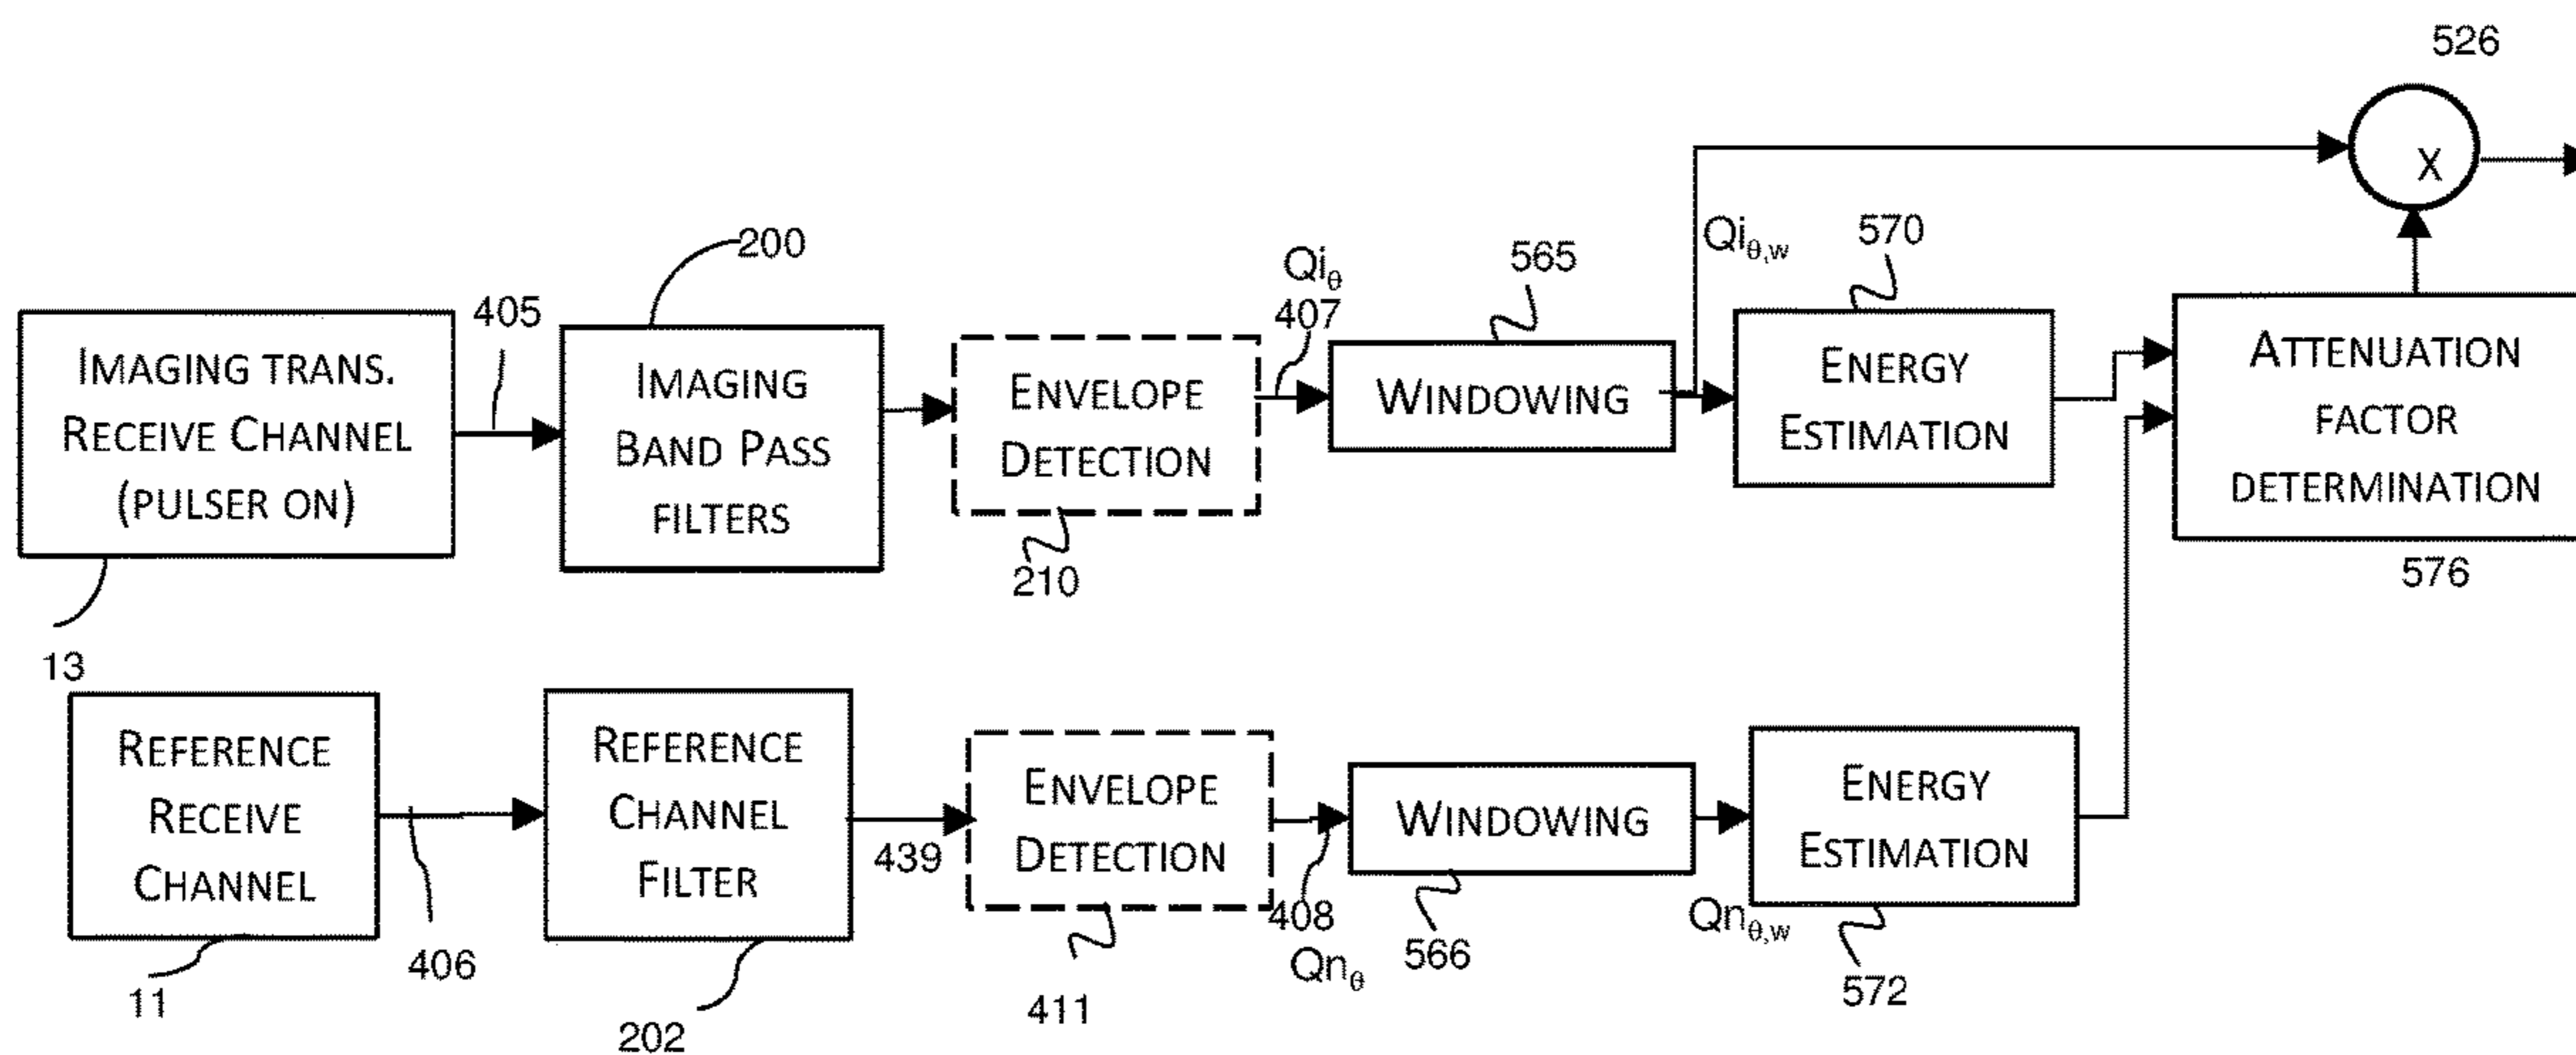 526
X
200
405
Qiθ
407
565
Qiθ,w
570
IMAGING TRANS.
RECEIVE CHANNEL
(PULSER ON)
IMAGING
BAND PASS
FILTERS
ENVELOPE
DETECTION
WINDOWING
ENERGY
ESTIMATION
ATTENUATION
FACTOR
DETERMINATION
13
210
576
REFERENCE
RECEIVE
CHANNEL
REFERENCE
CHANNEL
FILTER
439
ENVELOPE
DETECTION
408
Qnθ
WINDOWING
Qnθ,w
ENERGY
ESTIMATION
11
406
202
411
566
572